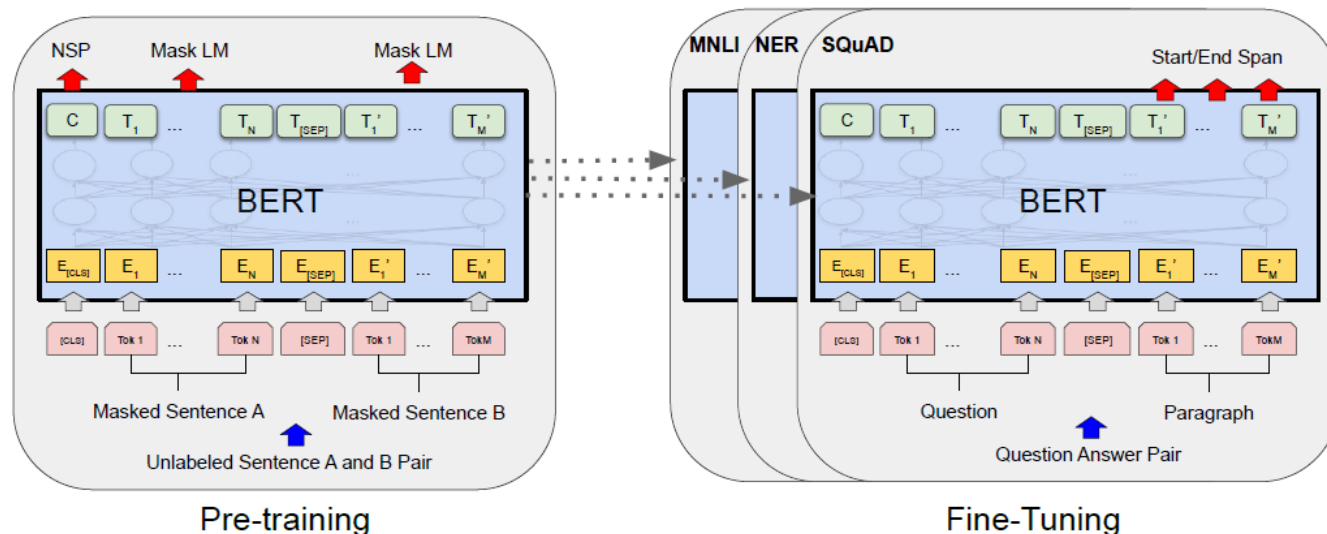 NSP Mask LM Mask LM
C T1 ... TN T[SEP] T1' ... TM'
...
BERT
...
E[CLS] E1 ... EN E[SEP] E1' ... EM'
[CLS] Tok 1 ... Tok N [SEP] Tok 1 ... TokM
Masked Sentence A Masked Sentence B
Unlabeled Sentence A and B Pair
Pre-training
MNLI NER SQuAD
Start/End Span
C T1 ... TN T[SEP] T1' ... TM'
...
BERT
...
E[CLS] E1 ... EN E[SEP] E1' ... EM'
[CLS] Tok 1 ... Tok N [SEP] Tok 1 ... TokM
Question Paragraph
Question Answer Pair
Fine-Tuning